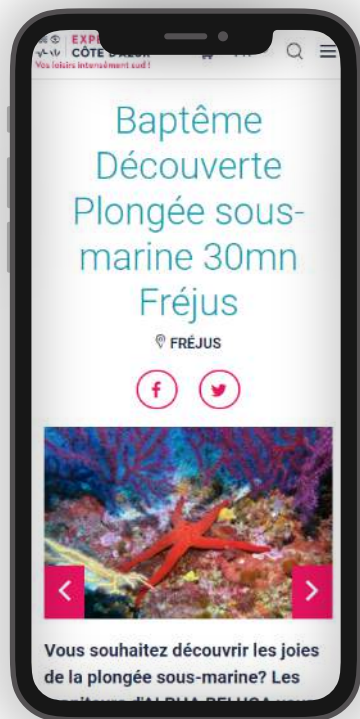 CÔTE D'AZUR
Vos loisirs intensément sud !
Baptême
Découverte
Plongée sous-
marine 30mn
Fréjus
FRÉJUS
Vous souhaitez découvrir les joies
de la plongée sous-marine? Les